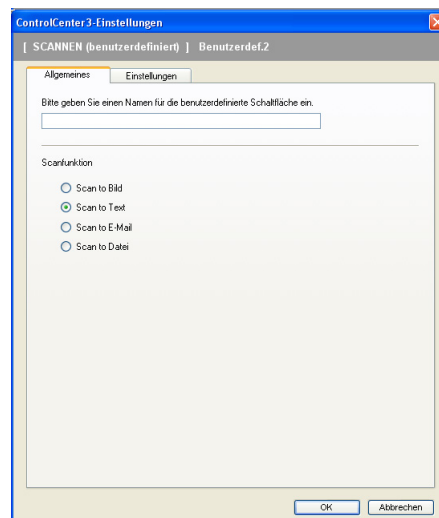 ControlCenter3-Einstellungen
[ SCANNEN (benutzerdefiniert) ] Benutzerdef.2
Allgemeines Einstellungen
Bitte geben Sie einen Namen für die benutzerdefinierte Schaltfläche ein.
Scanfunktion
Scan to Bild
Scan to Text
Scan to E-Mail
Scan to Datei
OK Abbrechen